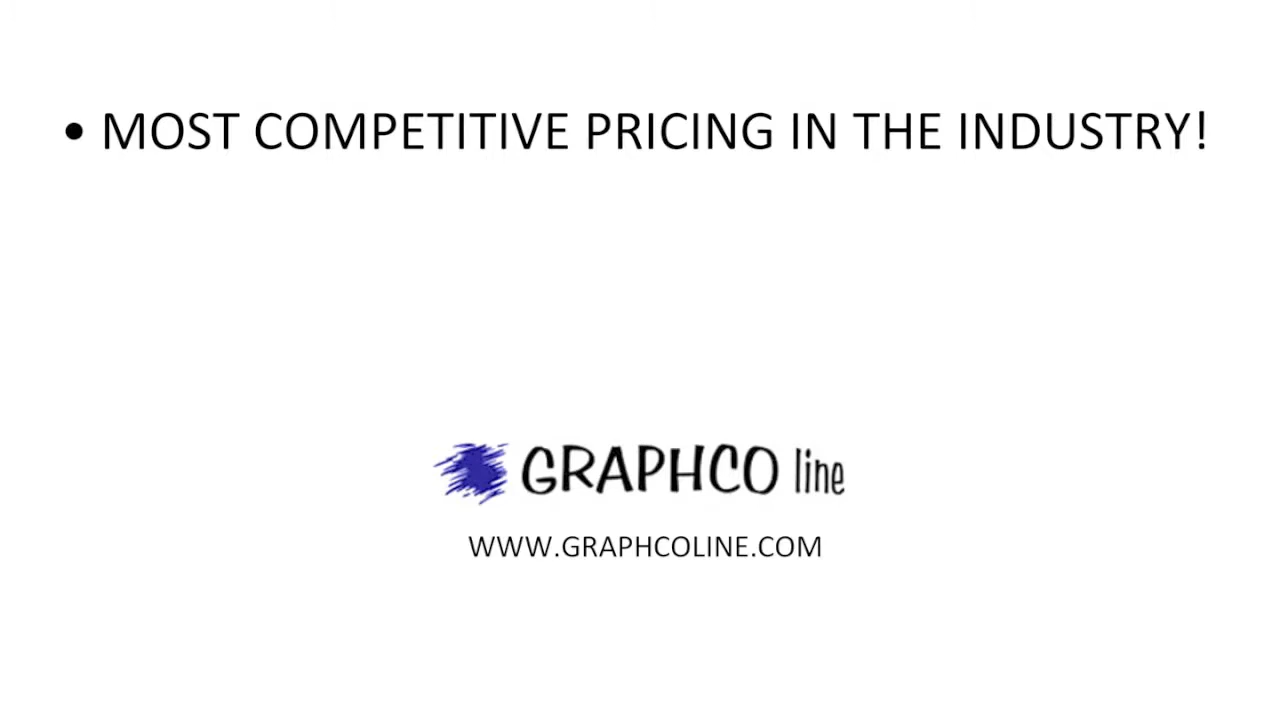 • MOST COMPETITIVE PRICING IN THE INDUSTRY!
GRAPHCO line
WWW.GRAPHCOLINE.COM